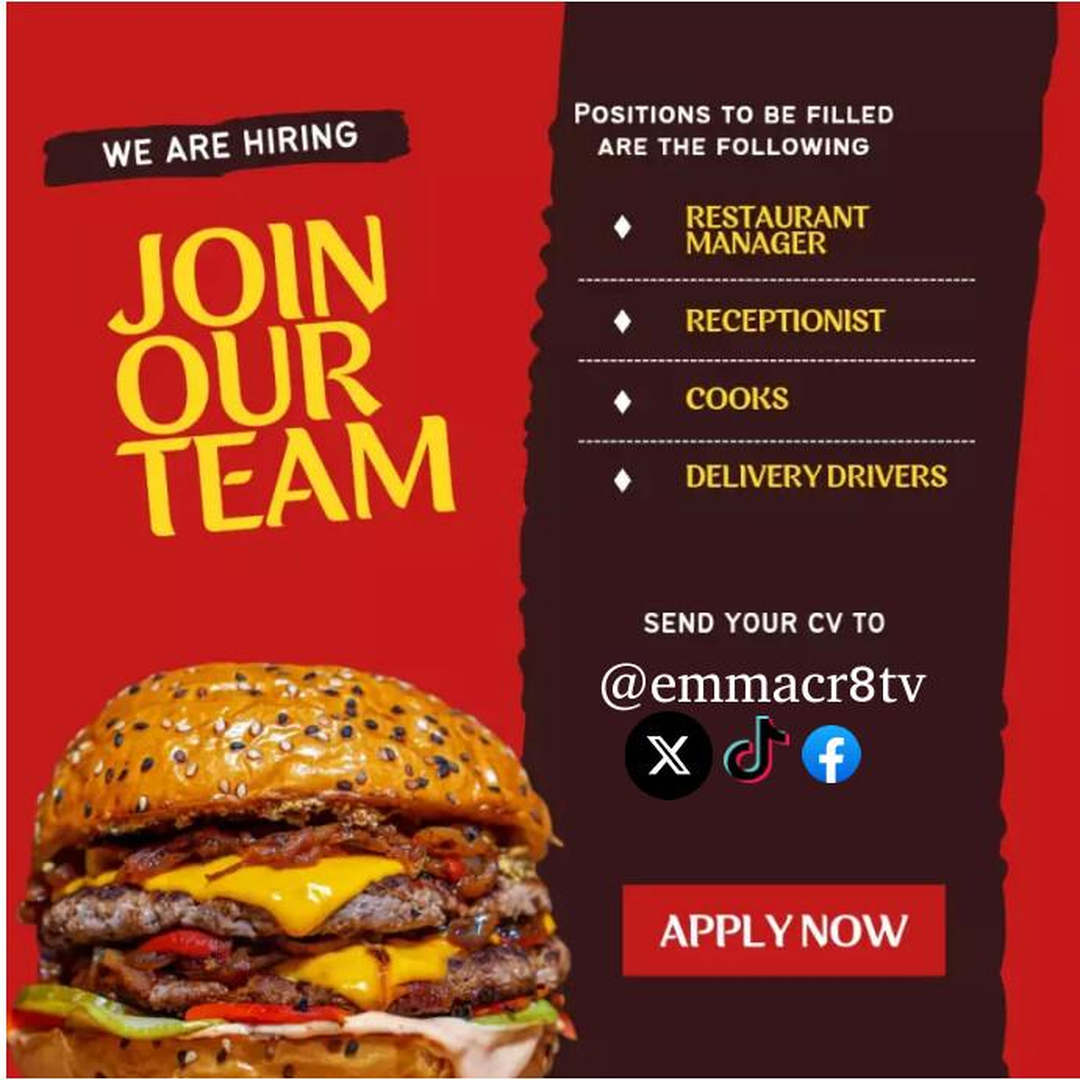 WE ARE HIRING
JOIN
OUR
TEAM
POSITIONS TO BE FILLED
ARE THE FOLLOWING
RESTAURANT
MANAGER
RECEPTIONIST
COOKS
DELIVERY DRIVERS
SEND YOUR CV TO
@emmacr8tv
APPLY NOW